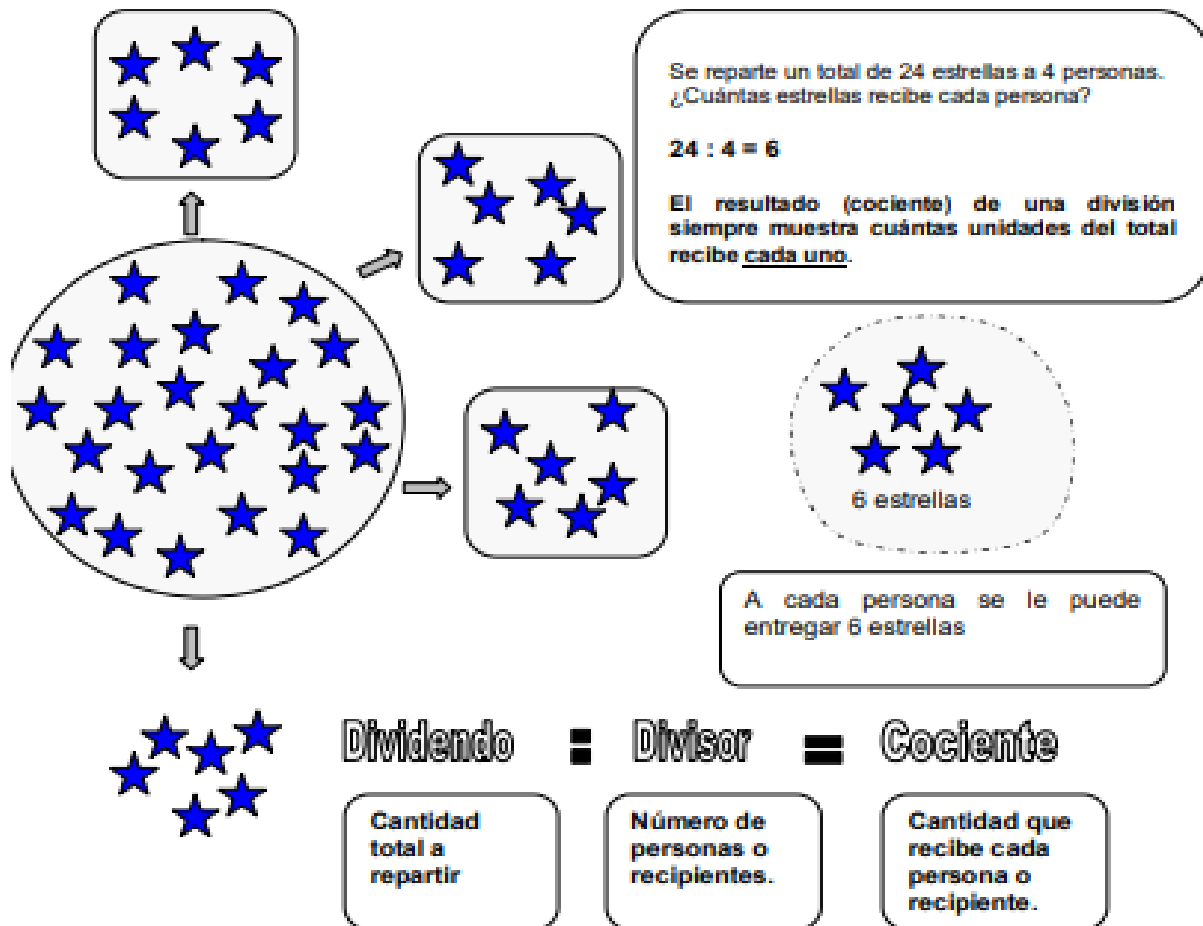 Se reparte un total de 24 estrellas a 4 personas.
¿Cuántas estrellas recibe cada persona?
24 : 4 = 6
El resultado (cociente) de una división
siempre muestra cuántas unidades del total
recibe cada uno.
6 estrellas
A cada persona se le puede
entregar 6 estrellas
Dividendo : Divisor = Cociente
Cantidad
total a
repartir
Número de
personas o
recipientes.
Cantidad que
recibe cada
persona o
recipiente.